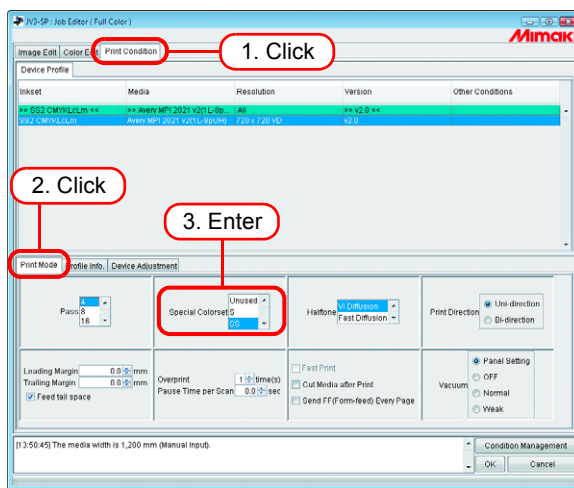 JV3-SP : Job Editor ( Full Color )
Mimaki
Image Edit Color Edit Print Condition
1. Click
Device Profile
Inkset Media Resolution Version Other Conditions
>> SS2 CMYKLcLm << >> Avery MPI 2021 v2(1L-8p... All >> v2.0 <<
SS2 CMYKLcLm Avery MPI 2021 v2(1L-8pUH) 720 x 720 VD v2.0
2. Click
3. Enter
Print Mode Profile Info. Device Adjustment
Pass 4 8 16
Special Colorset Unused S SS
Halftone VI Diffusion Fast Diffusion
Print Direction Uni-direction Bi-direction
Leading Margin 0.0 mm
Trailing Margin 0.0 mm
Feed tail space
Overprint 1 time(s)
Pause Time per Scan 0.0 sec
Fast Print
Cut Media after Print
Send FF(Form-feed) Every Page
Vacuum Panel Setting OFF Normal Weak
[13:50:45] The media width is 1,200 mm (Manual Input).
Condition Management
OK Cancel